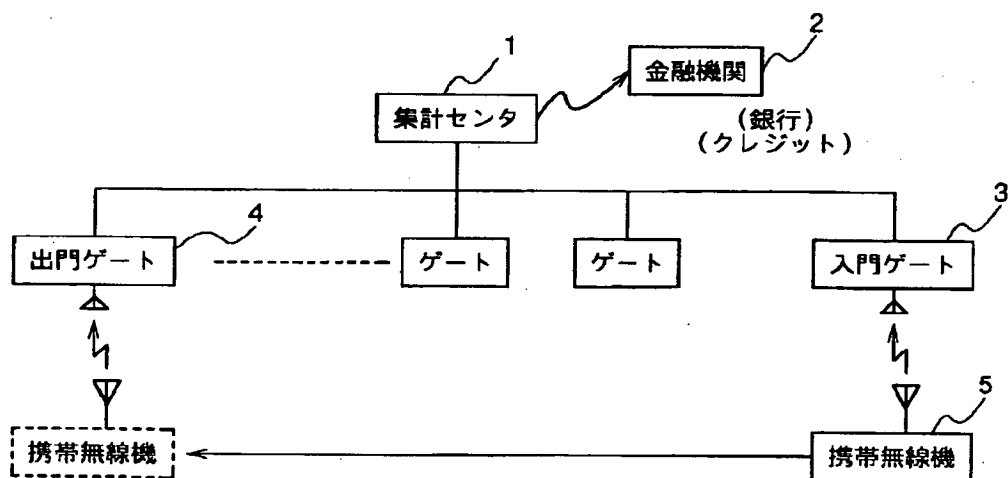 1
2
金融機関
集計センタ
(銀行)
(クレジット)
4
3
出門ゲート
ゲート
ゲート
入門ゲート
5
携帯無線機
携帯無線機